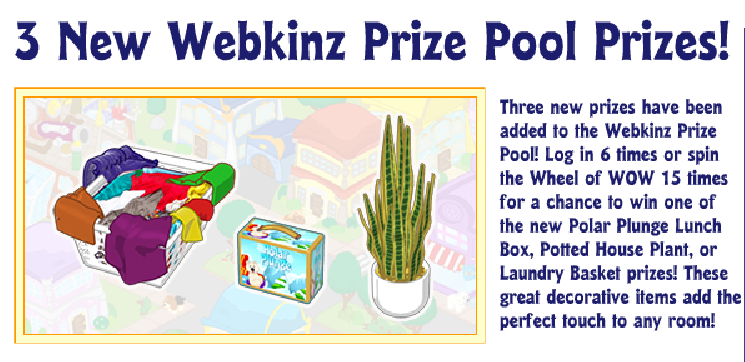 3 New Webkinz Prize Pool Prizes!
Three new prizes have been
added to the Webkinz Prize
Pool! Log in 6 times or spin
the Wheel of WOW 15 times
for a chance to win one of
the new Polar Plunge Lunch
Box, Potted House Plant, or
Laundry Basket prizes! These
great decorative items add the
perfect touch to any room!
Polar
Plunge